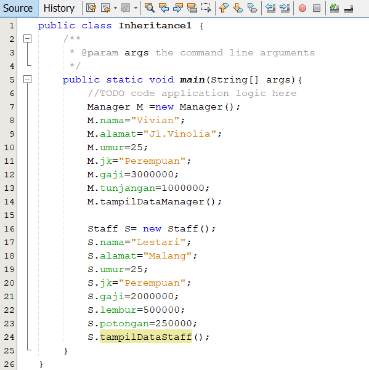 Source History
1 public class Inheritance1 {
2 /**
3 * @param args the command line arguments
4 */
5 public static void main(String[] args){
6 //TODO code application logic here
7 Manager M =new Manager();
8 M.nama="Vivian";
9 M.alamat="Jl.Vinolia";
10 M.umur=25;
11 M.jk="Perempuan";
12 M.gaji=3000000;
13 M.tunjangan=1000000;
14 M.tampilDataManager();
15
16 Staff S= new Staff();
17 S.nama="Lestari";
18 S.alamat="Malang";
19 S.umur=25;
20 S.jk="Perempuan";
21 S.gaji=2000000;
22 S.lembur=500000;
23 S.potongan=250000;
24 S.tampilDataStaff();
25 }
26 }